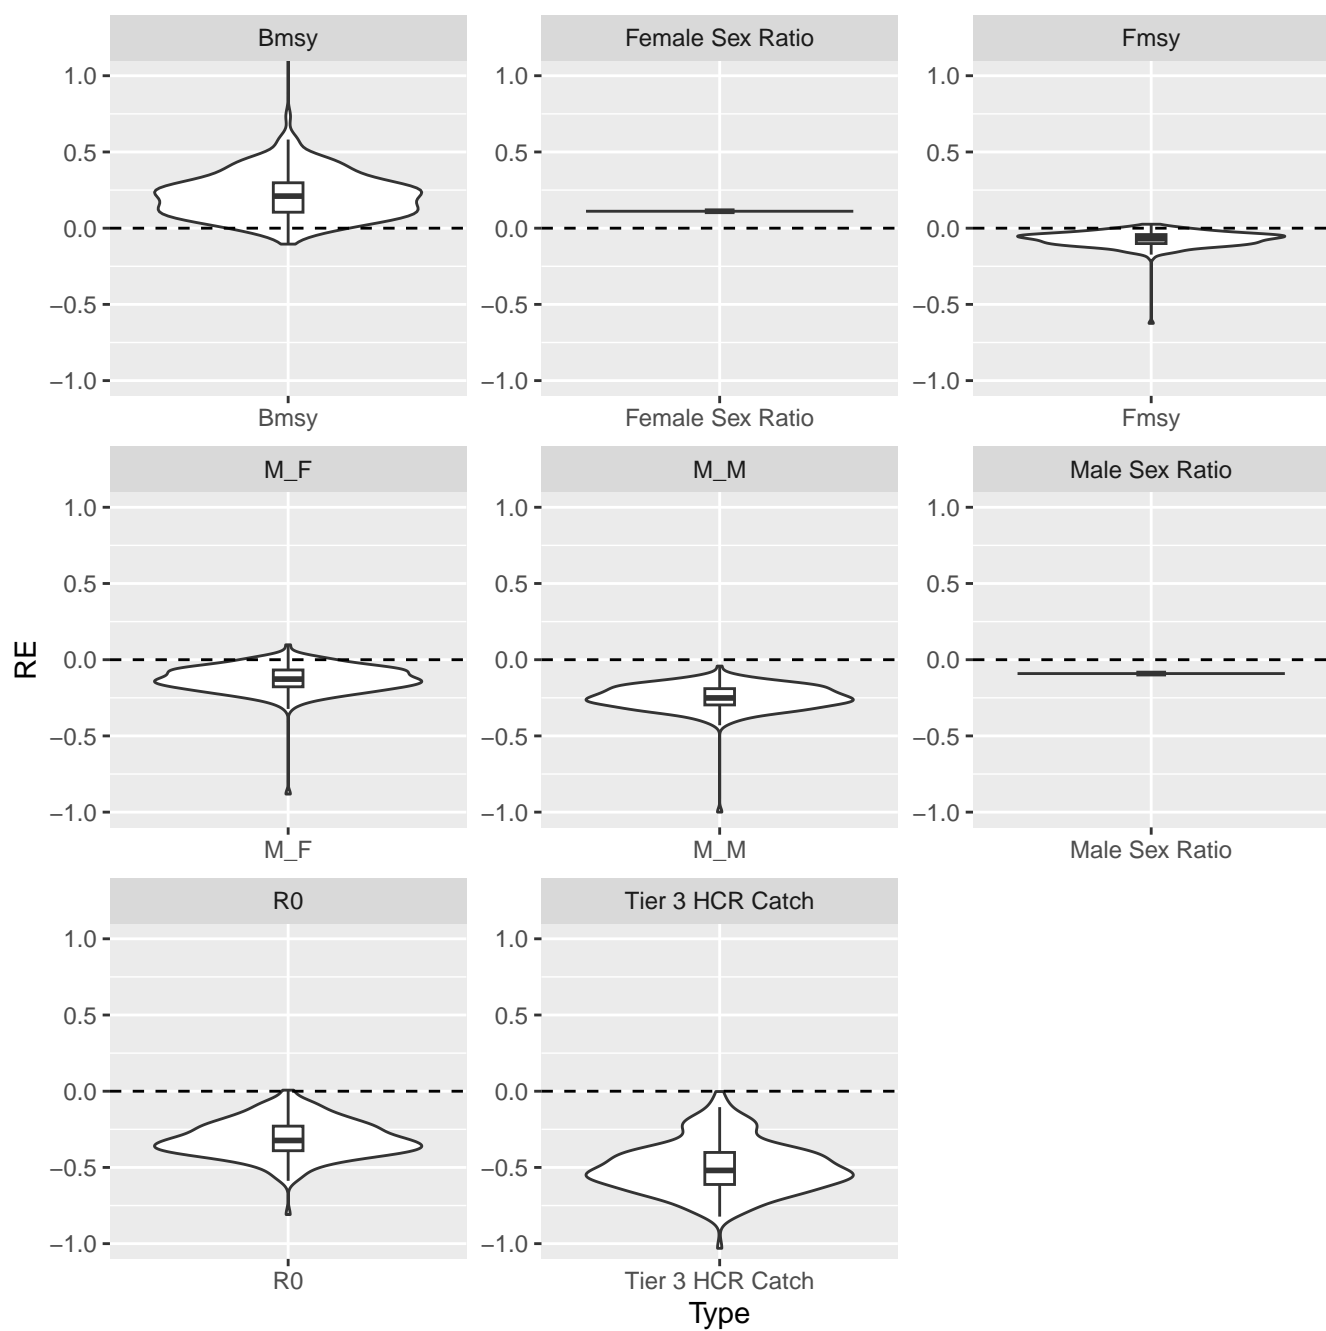 Bmsy Female Sex Ratio Fmsy
1.0 1.0 1.0
0.5 0.5 0.5
0.0 0.0 0.0
−0.5 −0.5 −0.5
−1.0 −1.0 −1.0
Bmsy Female Sex Ratio Fmsy
M_F M_M Male Sex Ratio
1.0 1.0 1.0
0.5 0.5 0.5
RE
0.0 0.0 0.0
−0.5 −0.5 −0.5
−1.0 −1.0 −1.0
M_F M_M Male Sex Ratio
R0 Tier 3 HCR Catch
1.0 1.0
0.5 0.5
0.0 0.0
−0.5 −0.5
−1.0 −1.0
R0 Tier 3 HCR Catch
Type